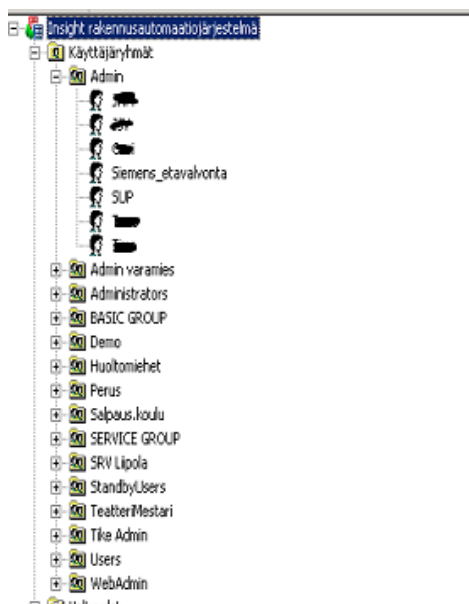 Insight rakennusautomaatiojärjestelmä
Käyttäjäryhmät
Admin
Siemens_etavalvonta
SUP
Admin varamies
Administrators
BASIC GROUP
Demo
Huoltomiehet
Perus
Salpaus.koulu
SERVICE GROUP
SRV Liipola
StandbyUsers
TeatteriMestari
Tike Admin
Users
WebAdmin